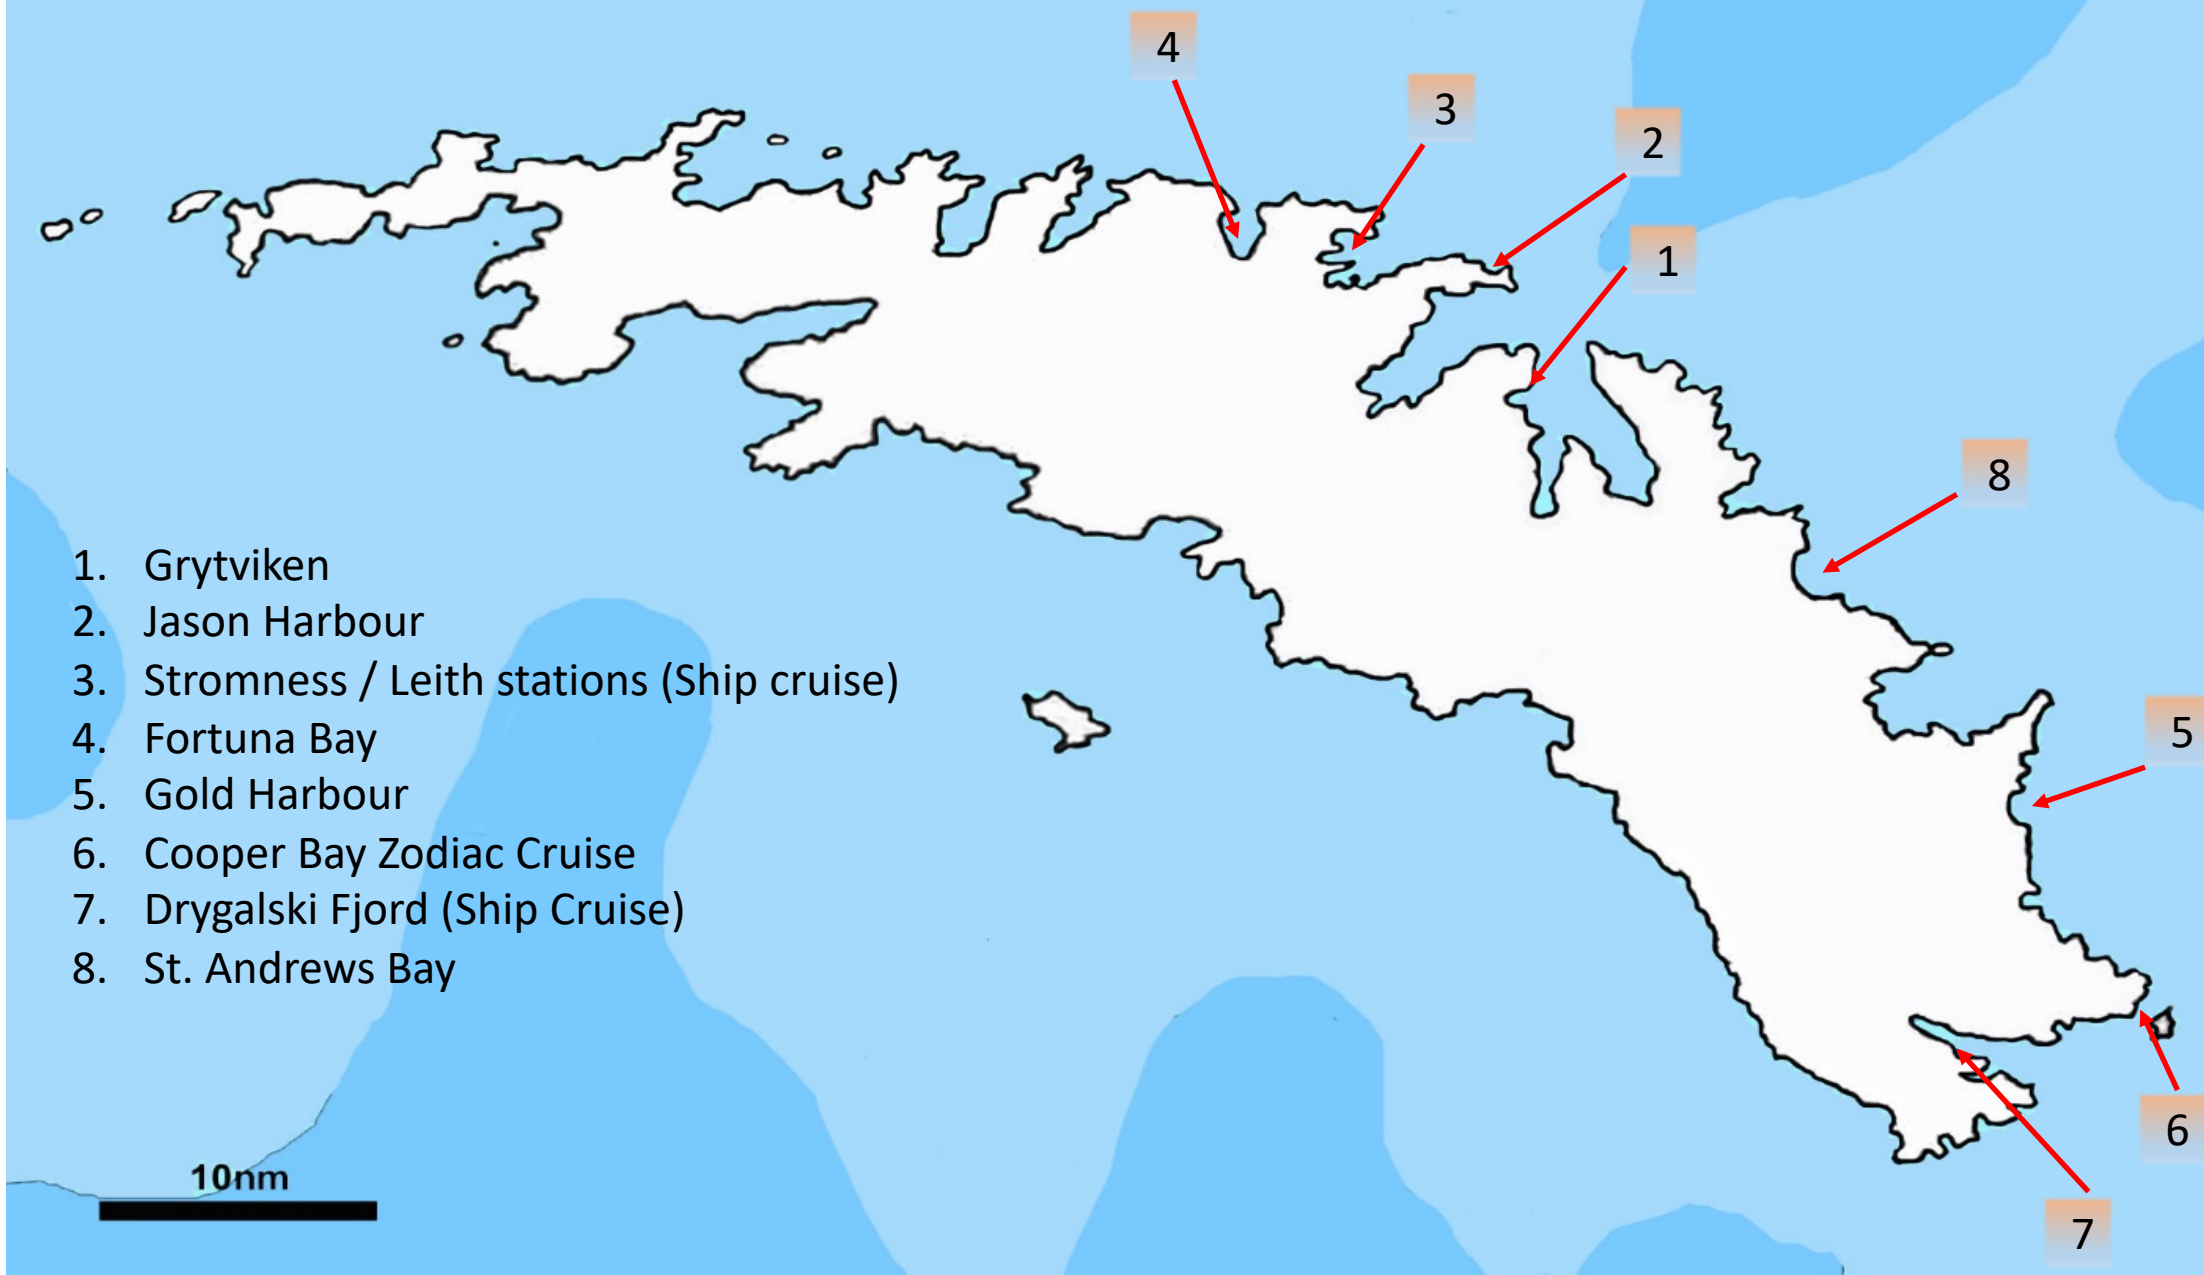 4
3
2
1
8
1. Grytviken
2. Jason Harbour
3. Stromness / Leith stations (Ship cruise)
4. Fortuna Bay
5. Gold Harbour
6. Cooper Bay Zodiac Cruise
7. Drygalski Fjord (Ship Cruise)
8. St. Andrews Bay
5
6
10nm
7